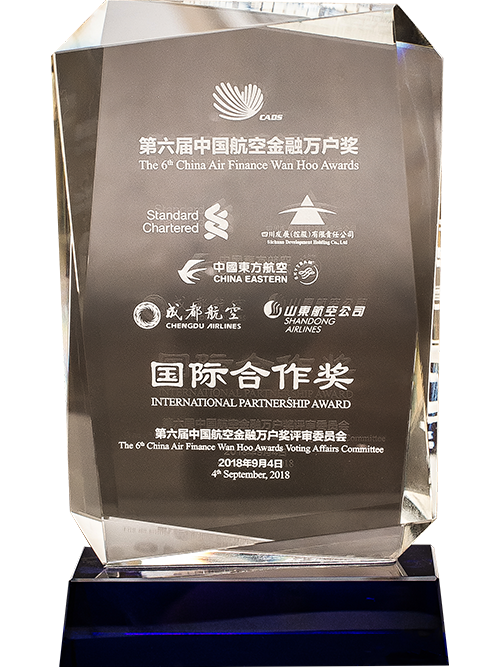 CADS
第六届中国航空金融万户奖
The 6th China Air Finance Wan Hoo Awards
Standard
Chartered
四川发展(控股)有限责任公司
Sichuan Development Holding Co., Ltd
中國東方航空
CHINA EASTERN
SKYTEAM
成都航空
CHENGDU AIRLINES
山東航空公司
SHANDONG
AIRLINES
国际合作奖
INTERNATIONAL PARTNERSHIP AWARD
第六届中国航空金融万户奖评审委员会
The 6th China Air Finance Wan Hoo Awards Voting Affairs Committee
2018年9月4日
4th September, 2018